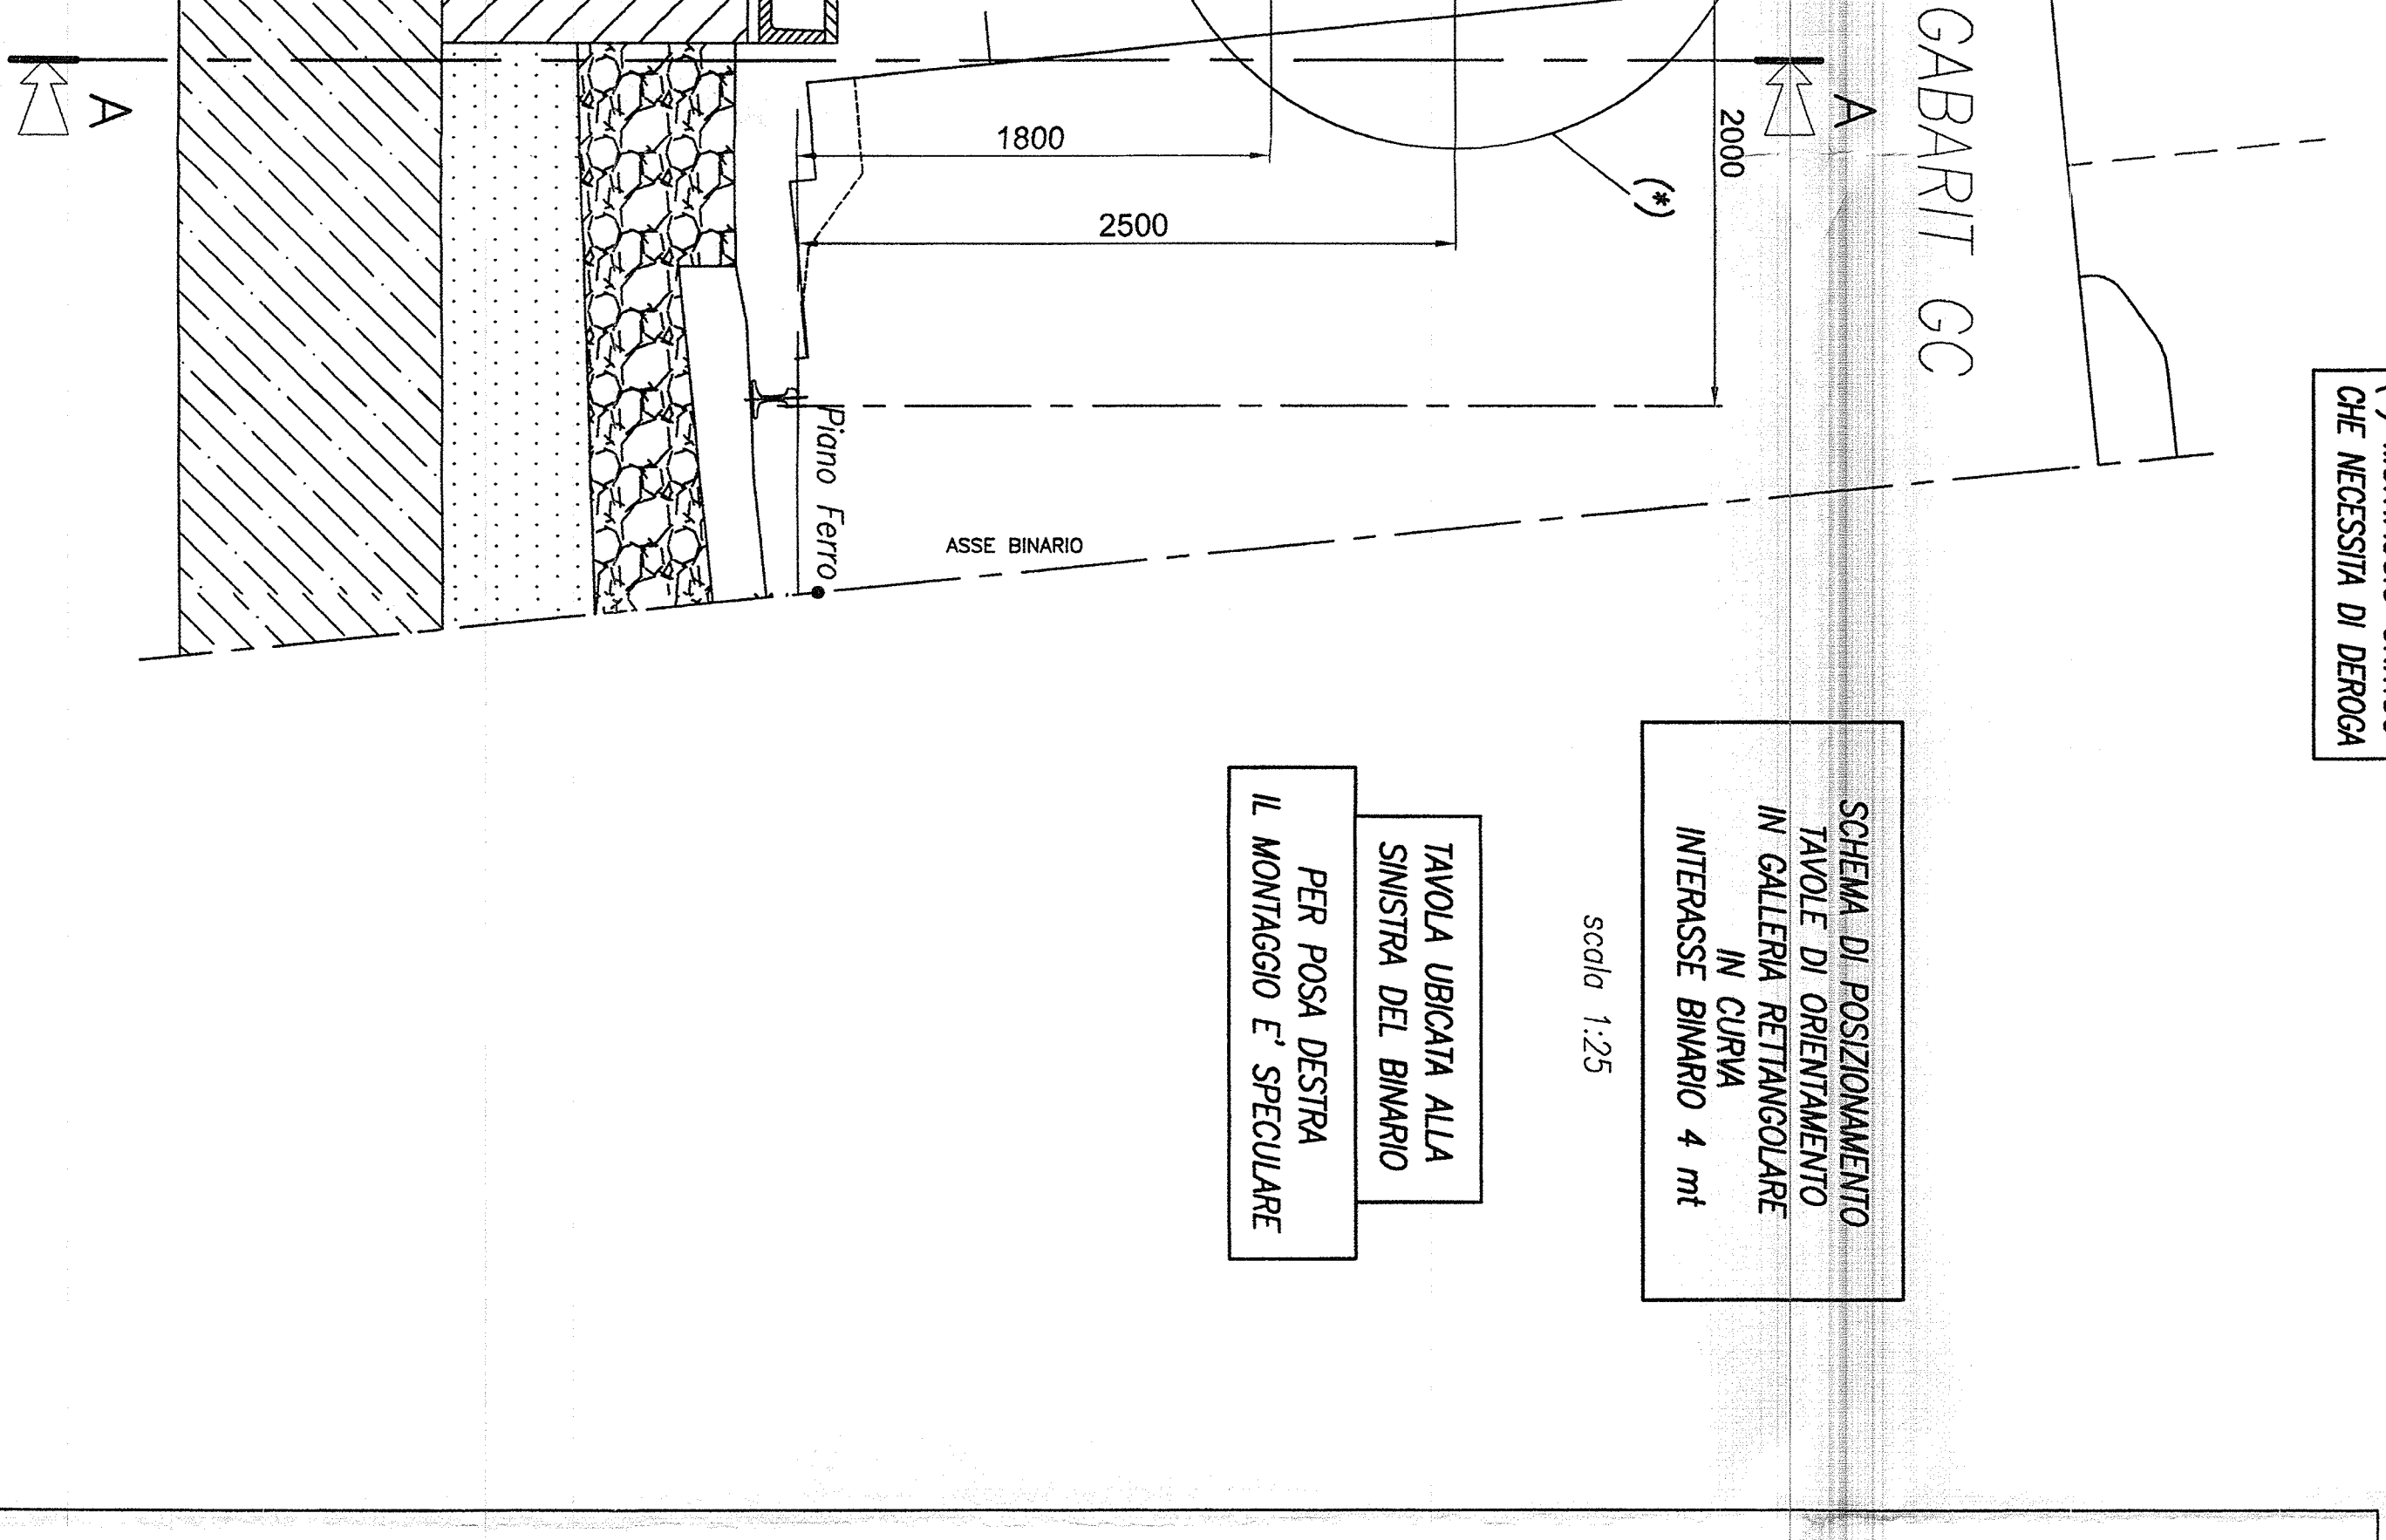 A
A
1800
2500
2000
(*)
GABARIT GC
Piano Ferro
ASSE BINARIO
CHE NECESSITA DI DEROGA
SCHEMA DI POSIZIONAMENTO
TAVOLE DI ORIENTAMENTO
IN GALLERIA RETTANGOLARE
IN CURVA
INTERASSE BINARIO 4 mt
scala 1:25
TAVOLA UBICATA ALLA
SINISTRA DEL BINARIO
PER POSA DESTRA
IL MONTAGGIO E' SPECULARE